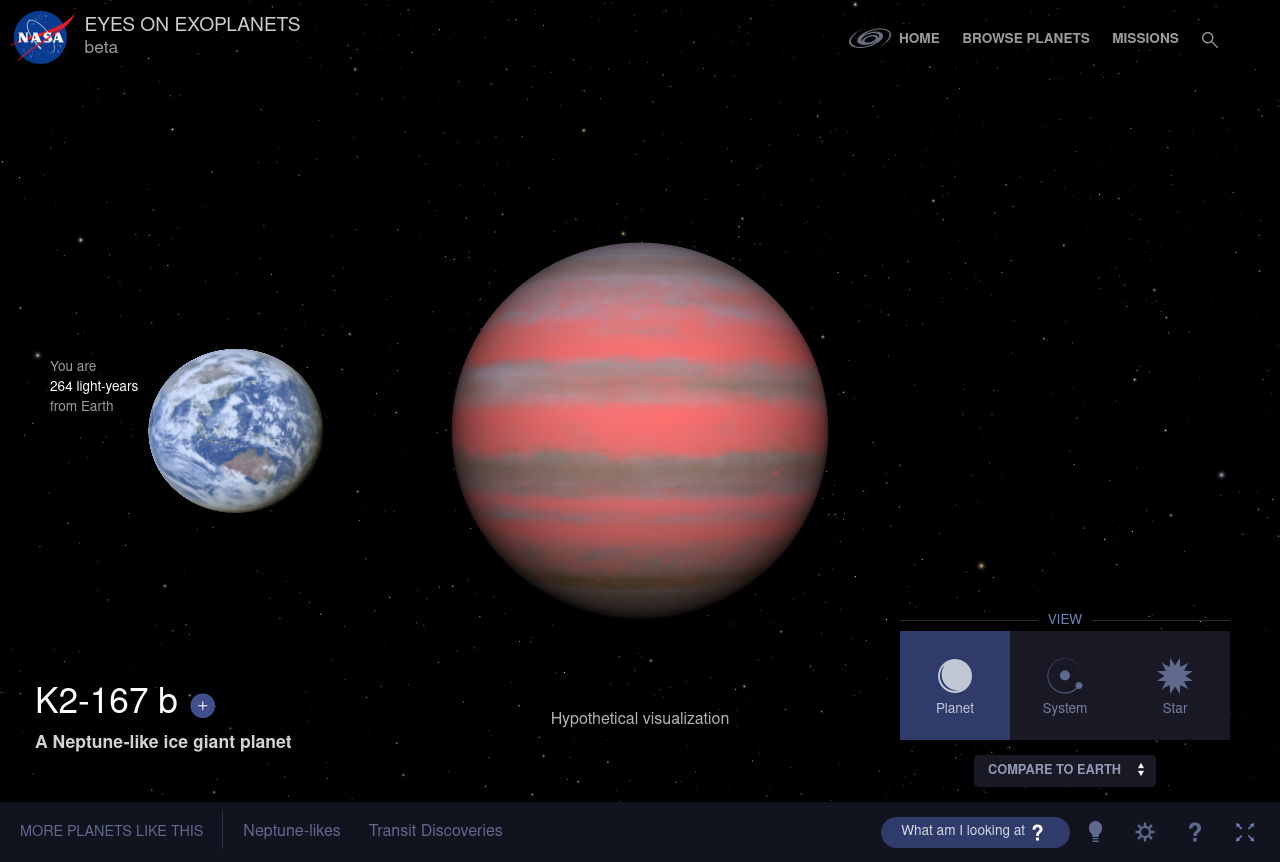 NASA
EYES ON EXOPLANETS
beta
HOME
BROWSE PLANETS
MISSIONS
You are
264 light-years
from Earth
K2-167 b
+
A Neptune-like ice giant planet
Hypothetical visualization
VIEW
Planet
System
Star
COMPARE TO EARTH
MORE PLANETS LIKE THIS
Neptune-likes
Transit Discoveries
What am I looking at ?
?